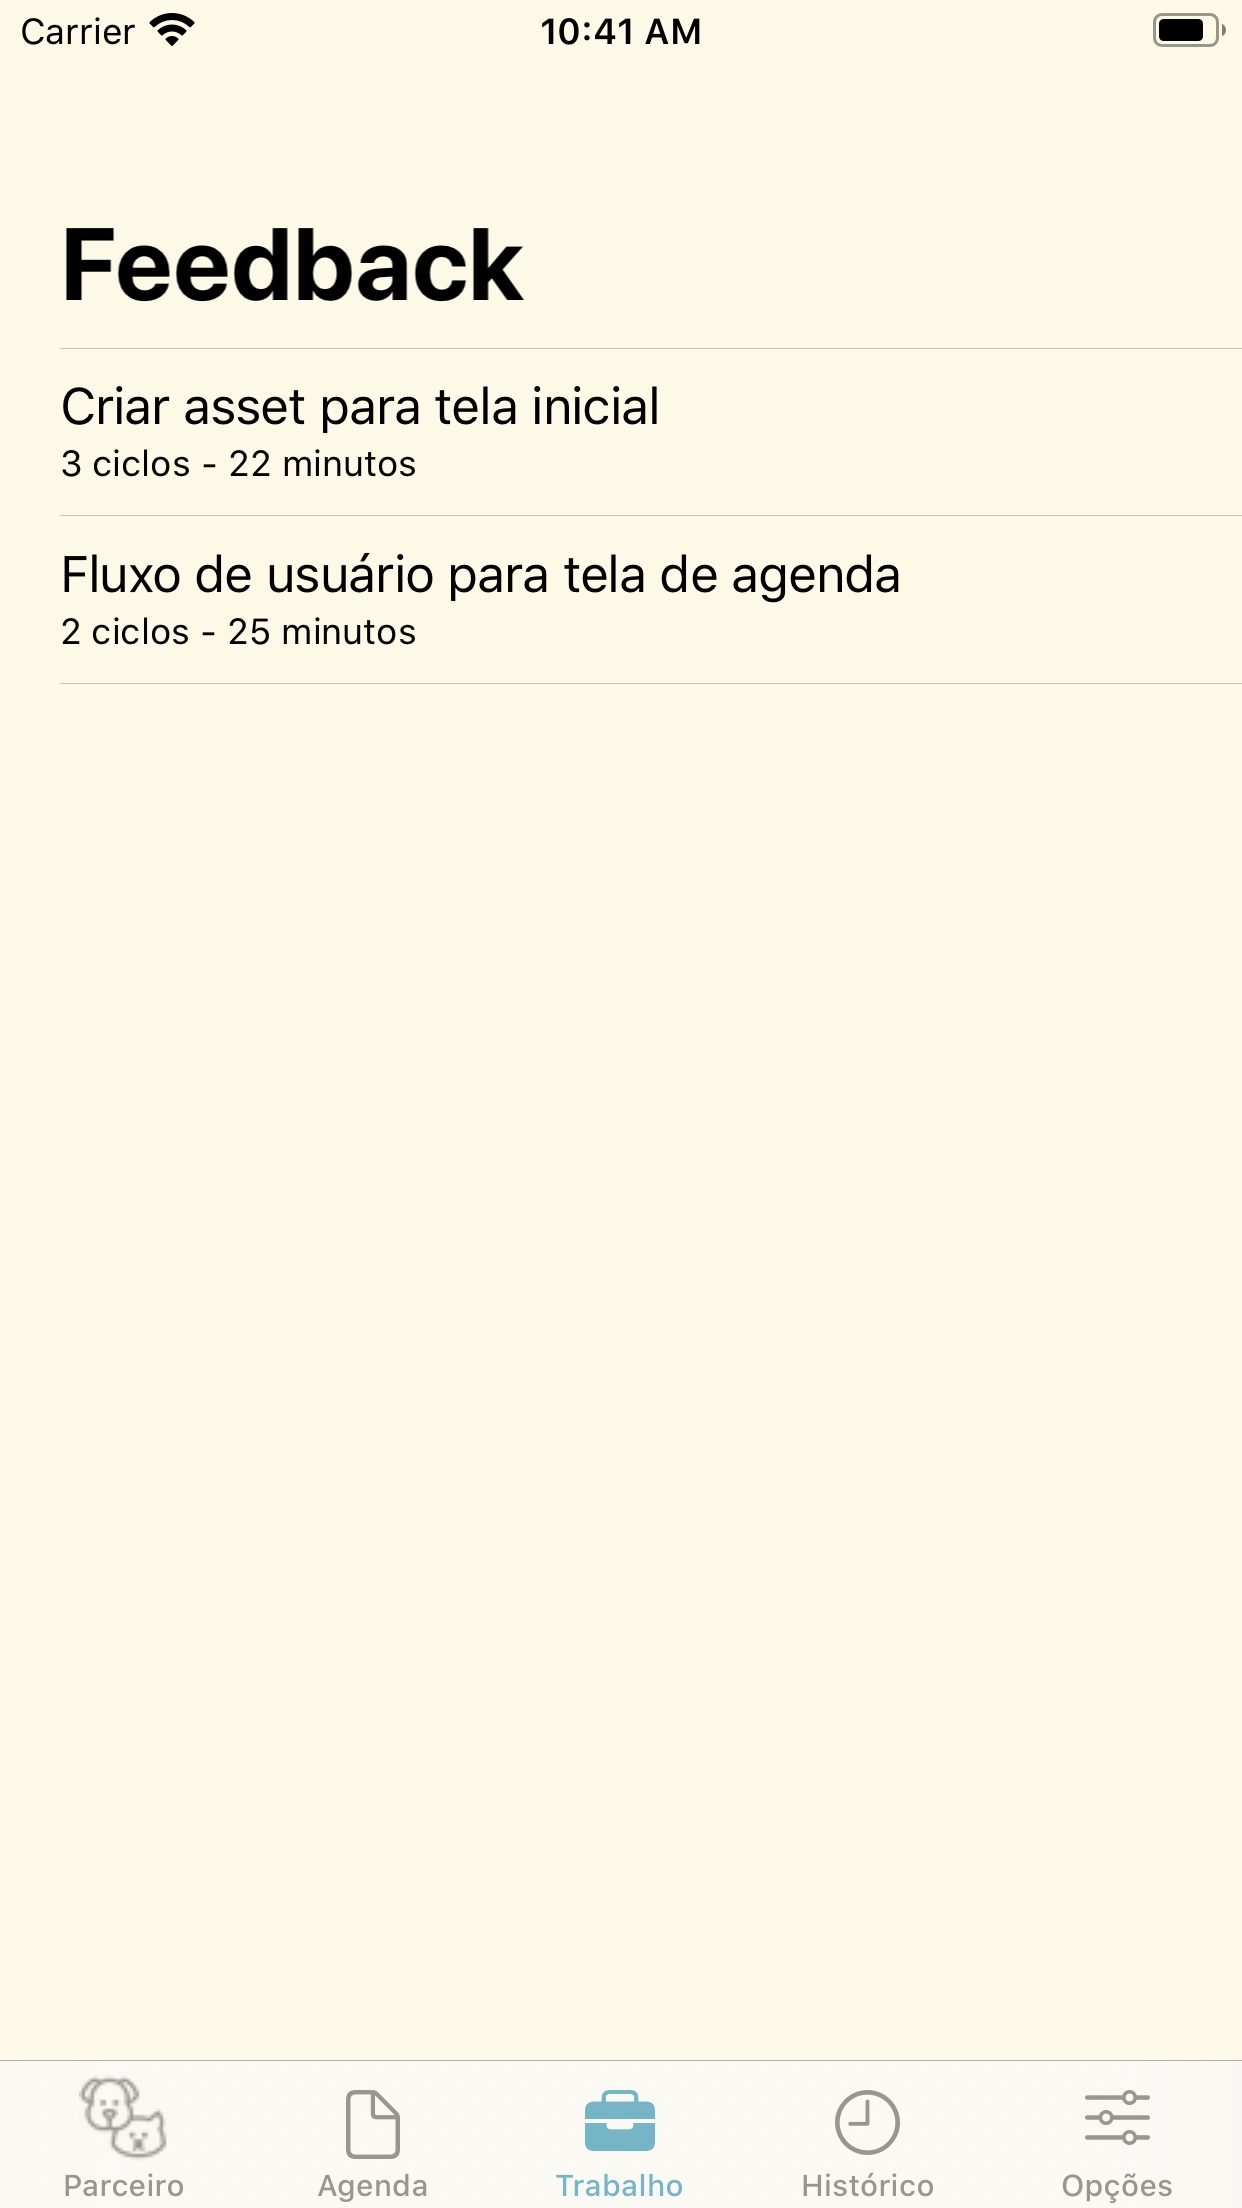 Carrier 10:41 AM
Feedback
Criar asset para tela inicial
3 ciclos - 22 minutos
Fluxo de usuário para tela de agenda
2 ciclos - 25 minutos
Parceiro Agenda Trabalho Histórico Opções